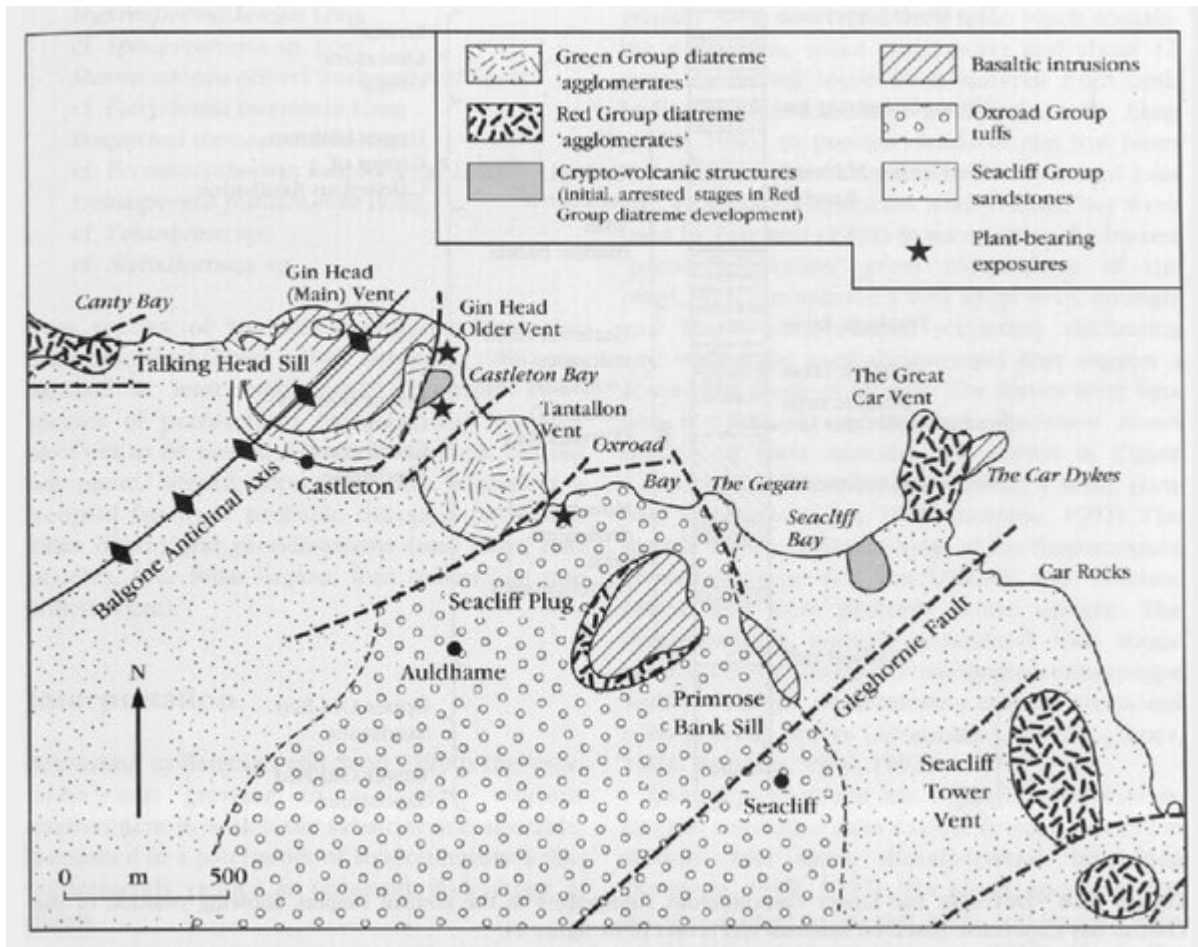 Green Group diatreme
‘agglomerates’
Red Group diatreme
‘agglomerates’
Crypto-volcanic structures
(initial, arrested stages in Red
Group diatreme development)
Basaltic intrusions
Oxroad Group
tuffs
Seacliff Group
sandstones
Plant-bearing
exposures
Canty Bay
Gin Head
(Main) Vent
Gin Head
Older Vent
Talking Head Sill
Castleton Bay
Tantallon
Vent
Castleton
Balgone Anticlinal Axis
Oxroad
Bay
The Gegan
Seacliff
Bay
The Great
Car Vent
The Car Dykes
Car Rocks
Seacliff Plug
Auldhame
Primrose
Bank Sill
Gleghornie Fault
Seacliff
Seacliff
Tower
Vent
N
0 m 500